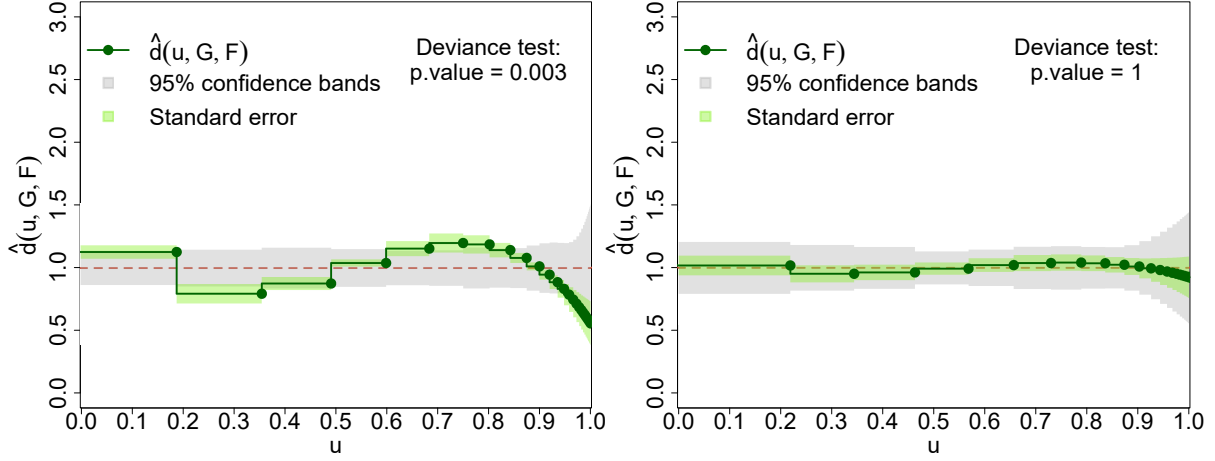 d̂(u, G, F)
95% confidence bands
Standard error
Deviance test:
p.value = 0.003
d̂(u, G, F)
3.0
2.5
2.0
1.5
1.0
0.5
0.0
0.0 0.1 0.2 0.3 0.4 0.5 0.6 0.7 0.8 0.9 1.0
u
d̂(u, G, F)
95% confidence bands
Standard error
Deviance test:
p.value = 1
d̂(u, G, F)
3.0
2.5
2.0
1.5
1.0
0.5
0.0
0.0 0.1 0.2 0.3 0.4 0.5 0.6 0.7 0.8 0.9 1.0
u